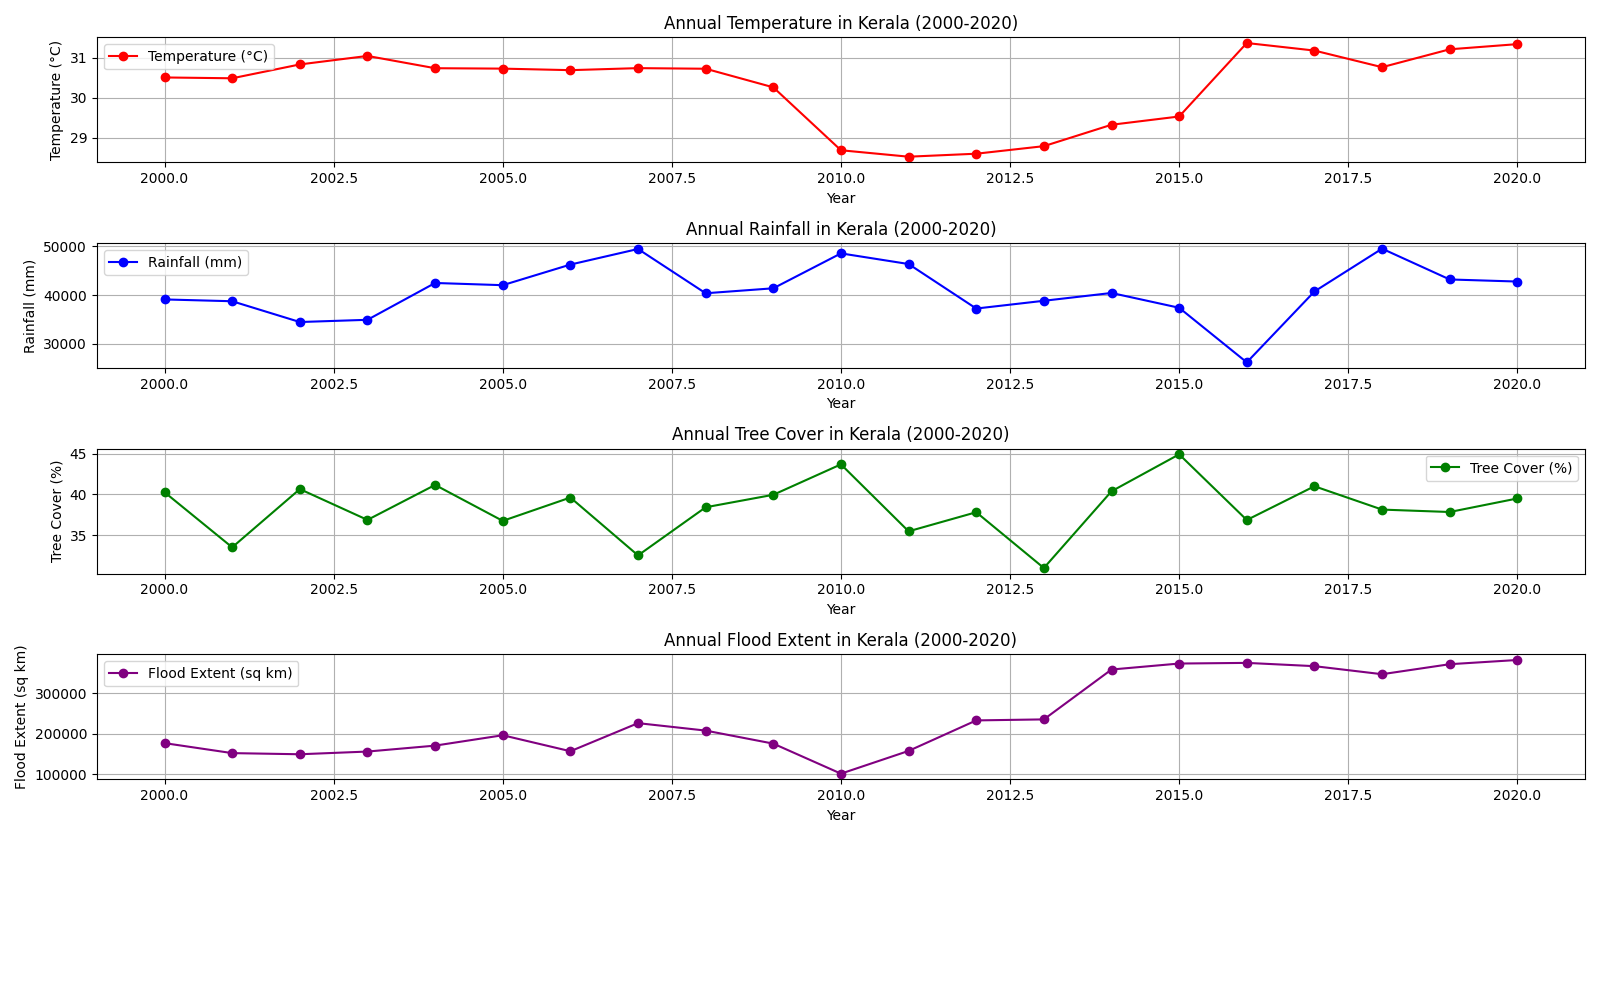 Annual Temperature in Kerala (2000-2020)
Temperature (°C)
Temperature (°C)
31
30
29
2000.0 2002.5 2005.0 2007.5 2010.0 2012.5 2015.0 2017.5 2020.0
Year
Annual Rainfall in Kerala (2000-2020)
Rainfall (mm)
Rainfall (mm)
50000
40000
30000
2000.0 2002.5 2005.0 2007.5 2010.0 2012.5 2015.0 2017.5 2020.0
Year
Annual Tree Cover in Kerala (2000-2020)
Tree Cover (%)
Tree Cover (%)
45
40
35
2000.0 2002.5 2005.0 2007.5 2010.0 2012.5 2015.0 2017.5 2020.0
Year
Annual Flood Extent in Kerala (2000-2020)
Flood Extent (sq km)
Flood Extent (sq km)
300000
200000
100000
2000.0 2002.5 2005.0 2007.5 2010.0 2012.5 2015.0 2017.5 2020.0
Year